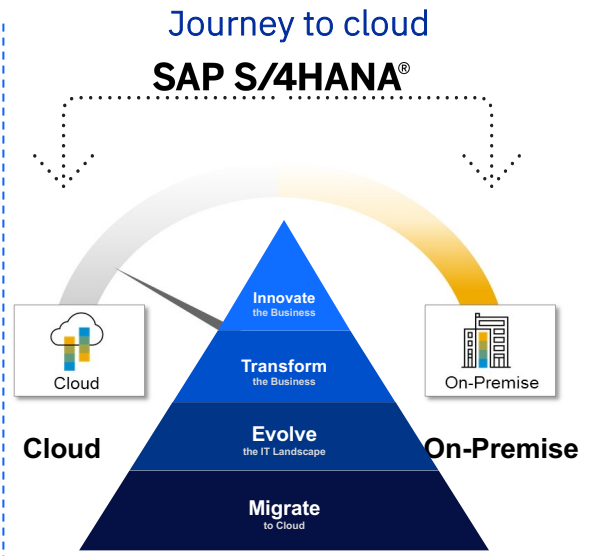 Journey to cloud
SAP S/4HANA®
Innovate
the Business
Transform
the Business
Cloud
On-Premise
Evolve
the IT Landscape
Cloud
On-Premise
Migrate
to Cloud